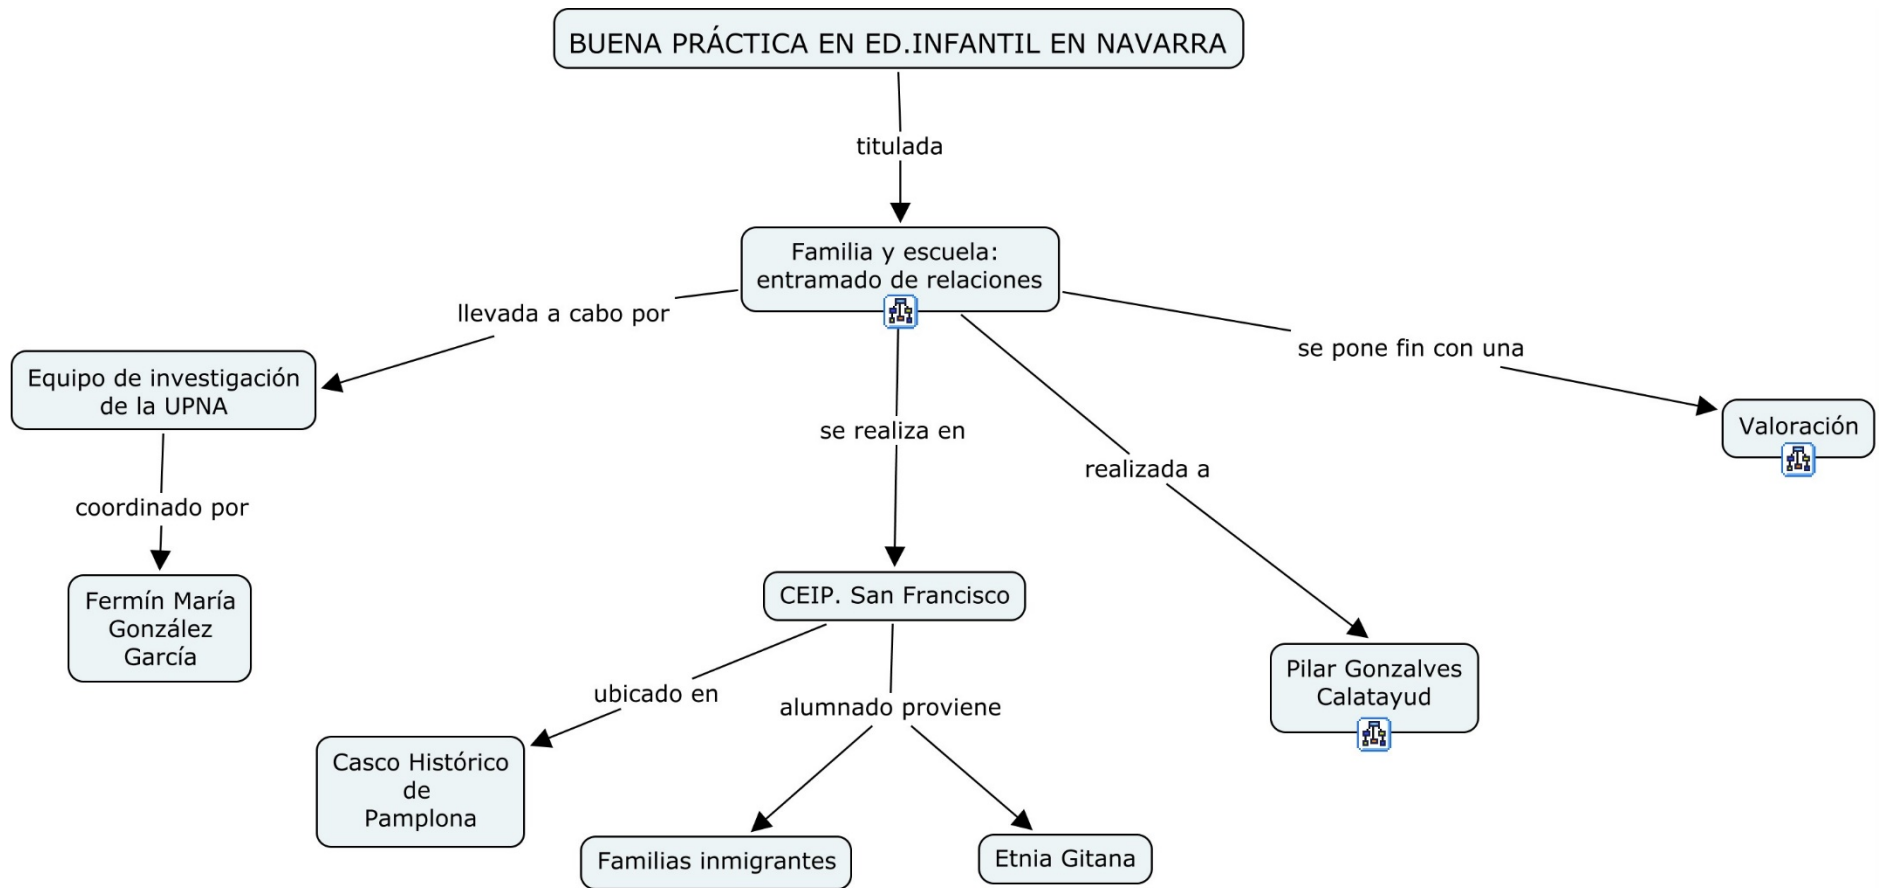 BUENA PRÁCTICA EN ED.INFANTIL EN NAVARRA
titulada
Familia y escuela:
entramado de relaciones
llevada a cabo por
se pone fin con una
Equipo de investigación
de la UPNA
Valoración
se realiza en
realizada a
coordinado por
Fermín María
González
García
CEIP. San Francisco
Pilar Gonzalves
Calatayud
ubicado en
alumnado proviene
Casco Histórico
de
Pamplona
Familias inmigrantes
Etnia Gitana